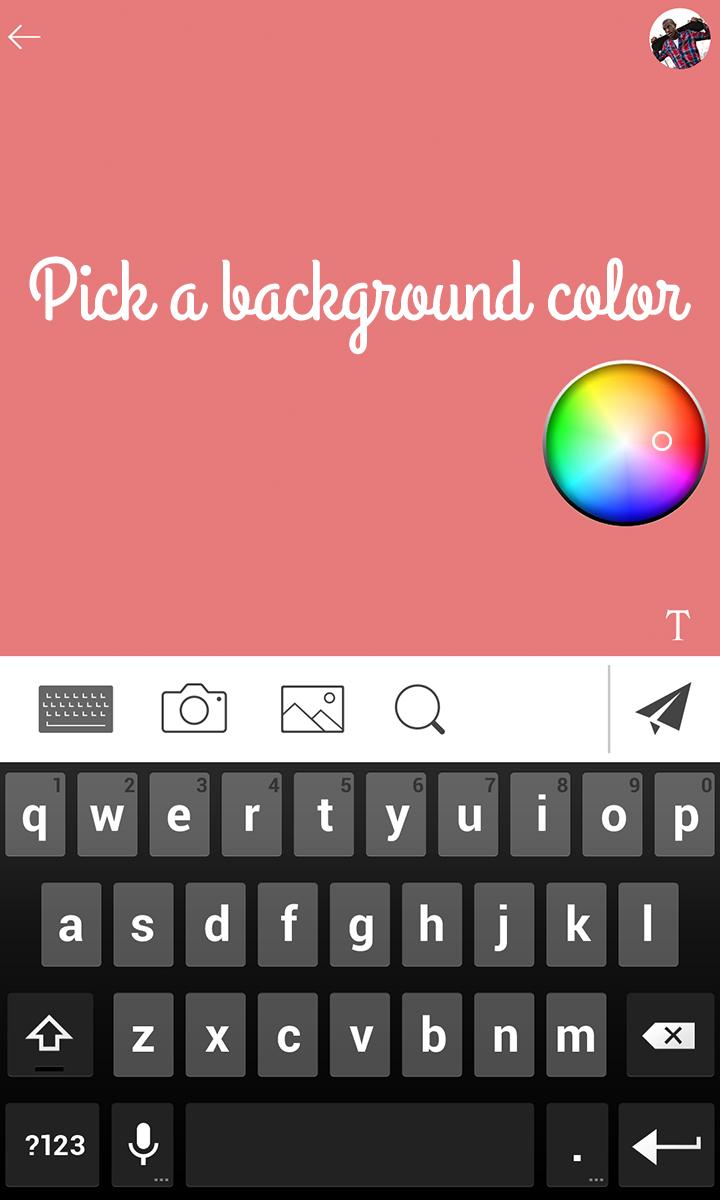 Pick a background color
T
1 2 3 4 5 6 7 8 9 0
q w e r t y u i o p
a s d f g h j k l
z x c v b n m
?123 .